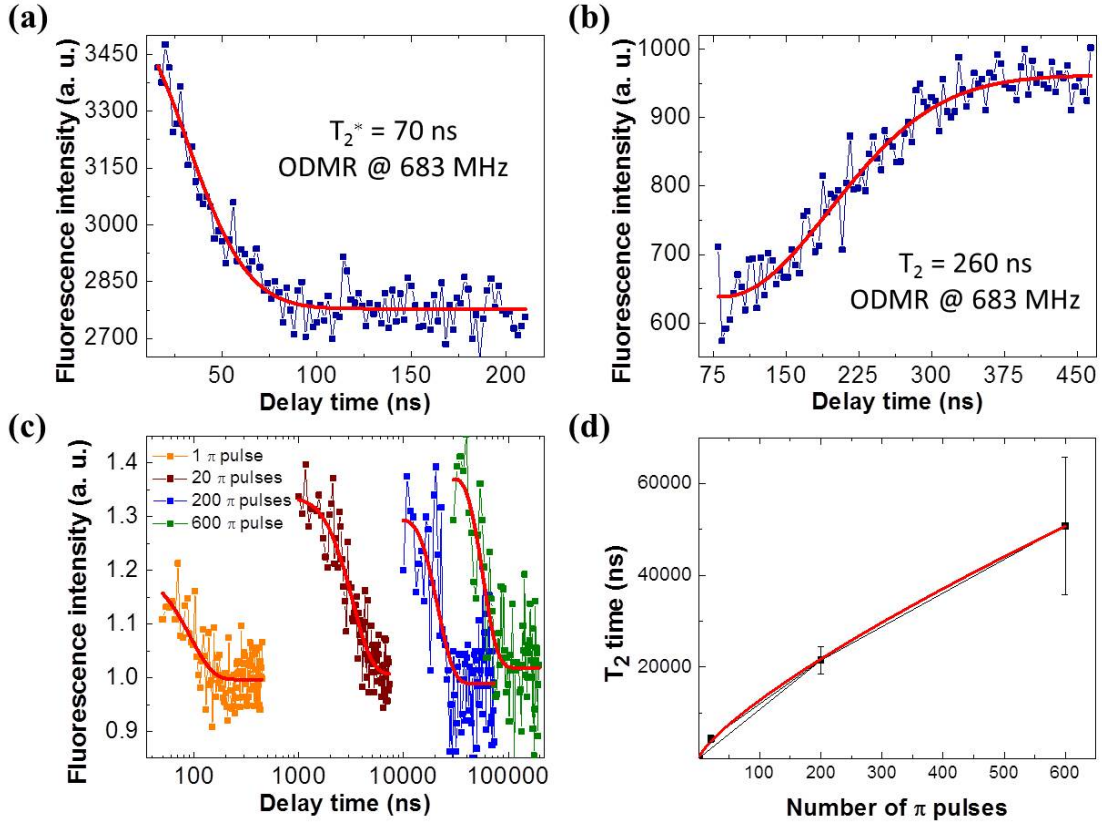 (a)
3450
3300
3150
3000
2850
2700
Fluorescence intensity (a. u.)
T₂* = 70 ns
ODMR @ 683 MHz
50
100
150
200
Delay time (ns)
(b)
1000
900
800
700
600
Fluorescence intensity (a. u.)
T₂ = 260 ns
ODMR @ 683 MHz
75
150
225
300
375
450
Delay time (ns)
(c)
1.4
1.3
1.2
1.1
1.0
0.9
Fluorescence intensity (a. u.)
1 π pulse
20 π pulses
200 π pulses
600 π pulse
100
1000
10000
100000
Delay time (ns)
(d)
60000
40000
20000
T₂ time (ns)
100
200
300
400
500
600
Number of π pulses